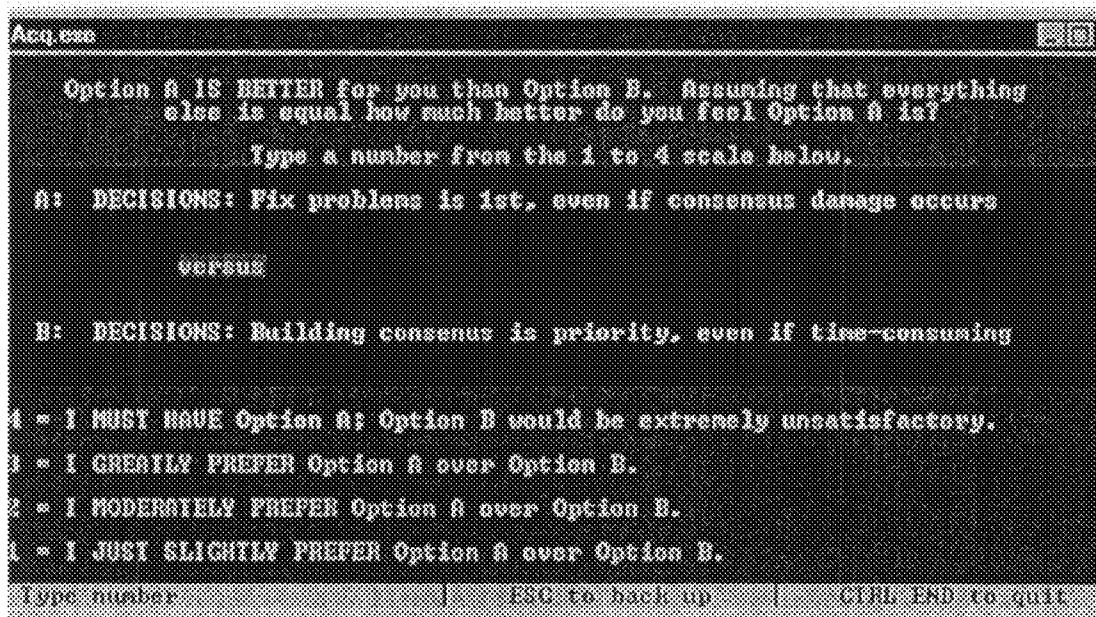 Acq.exe
Option A IS BETTER for you than Option B. Assuming that everything
else is equal how much better do you feel Option A is?
Type a number from the 1 to 4 scale below.
A: DECISIONS: Fix problems is 1st, even if consensus damage occurs
versus
B: DECISIONS: Building consenus is priority, even if time-consuming
4 = I MUST HAVE Option A; Option B would be extremely unsatisfactory.
3 = I GREATLY PREFER Option A over Option B.
2 = I MODERATELY PREFER Option A over Option B.
1 = I JUST SLIGHTLY PREFER Option A over Option B.
Type number | ESC to back up | CTRL END to quit